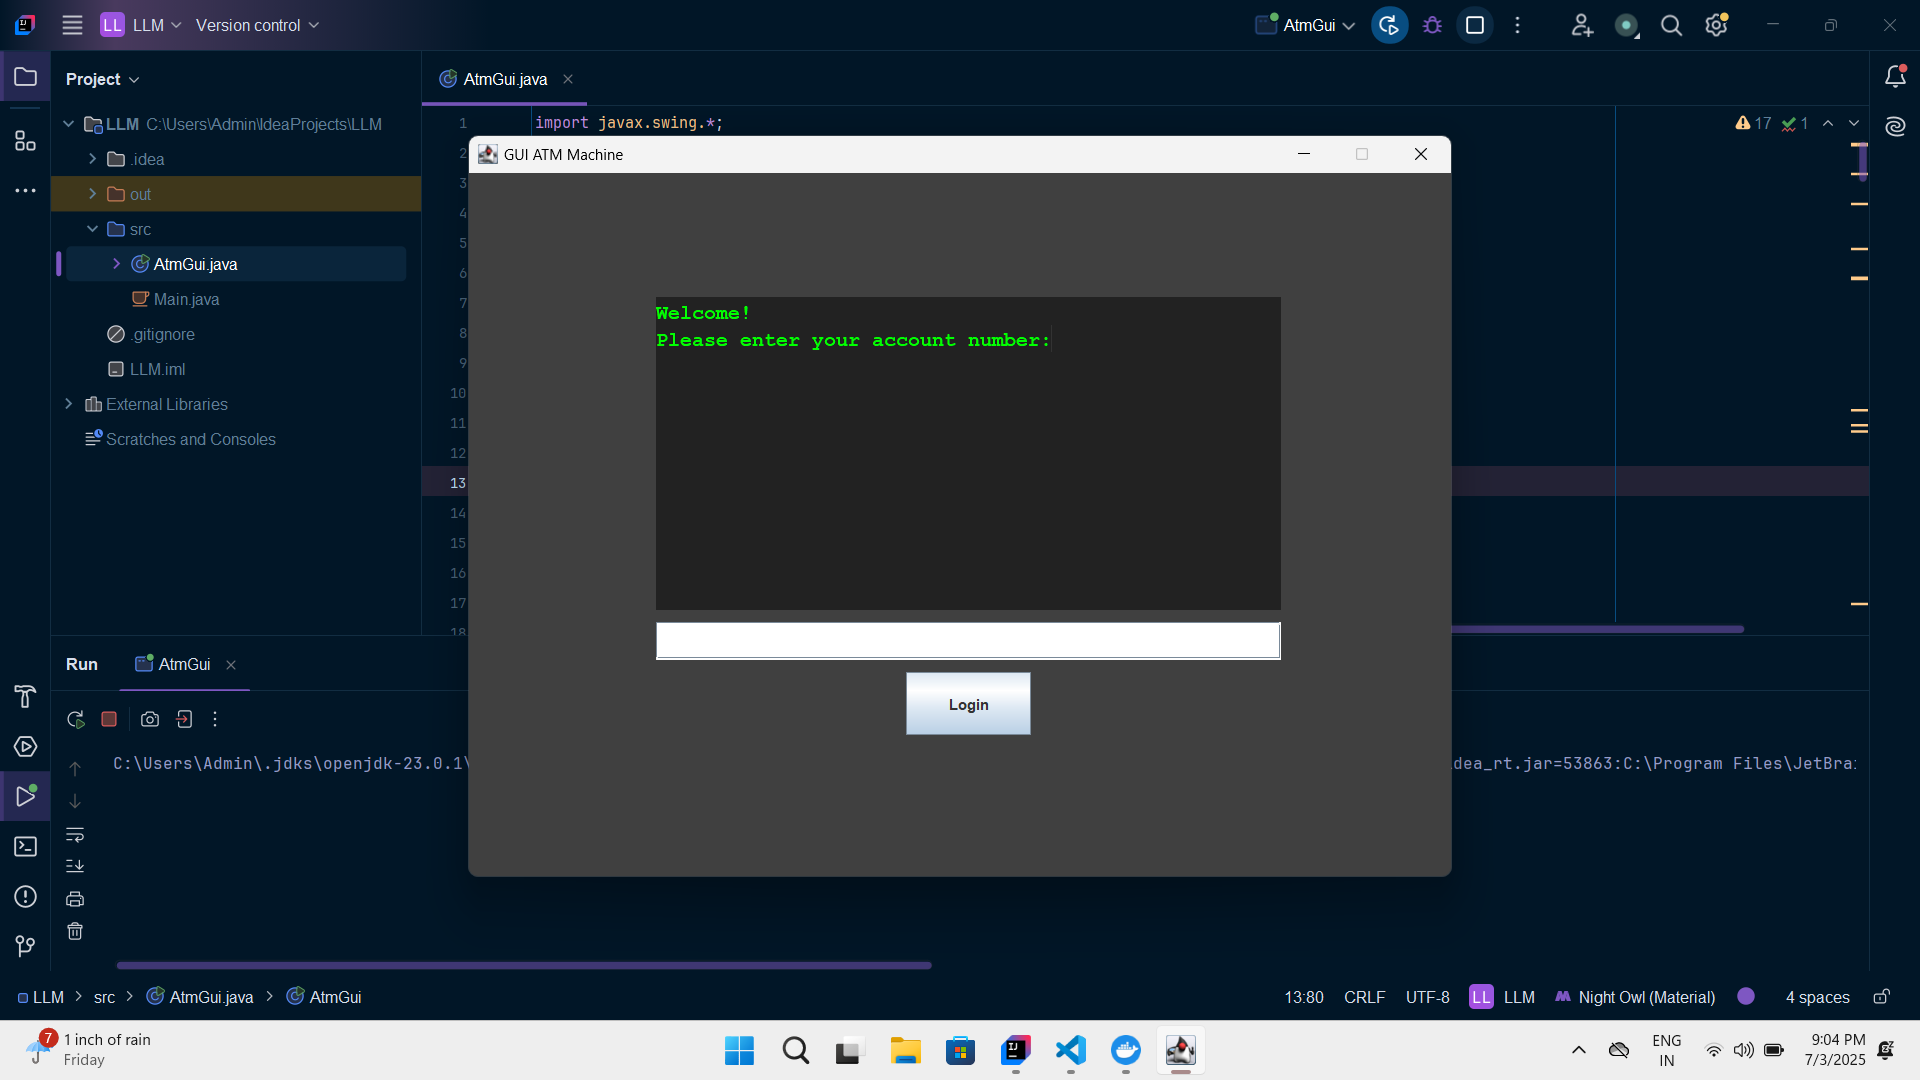 LL LLM Version control
AtmGui
Project
AtmGui.java
LLM C:\Users\Admin\IdeaProjects\LLM
.idea
out
src
AtmGui.java
Main.java
.gitignore
LLM.iml
External Libraries
Scratches and Consoles
1 import javax.swing.*;
17 1
2
3
4
5
6
7
8
9
10
11
12
13
14
15
16
17
18
GUI ATM Machine
Welcome!
Please enter your account number:
Login
Run AtmGui
C:\Users\Admin\.jdks\openjdk-23.0.1\
dea_rt.jar=53863:C:\Program Files\JetBra
LLM src AtmGui.java AtmGui
13:80 CRLF UTF-8 LL LLM Night Owl (Material) 4 spaces
7
1 inch of rain
Friday
IJ
ENG
IN
9:04 PM
7/3/2025